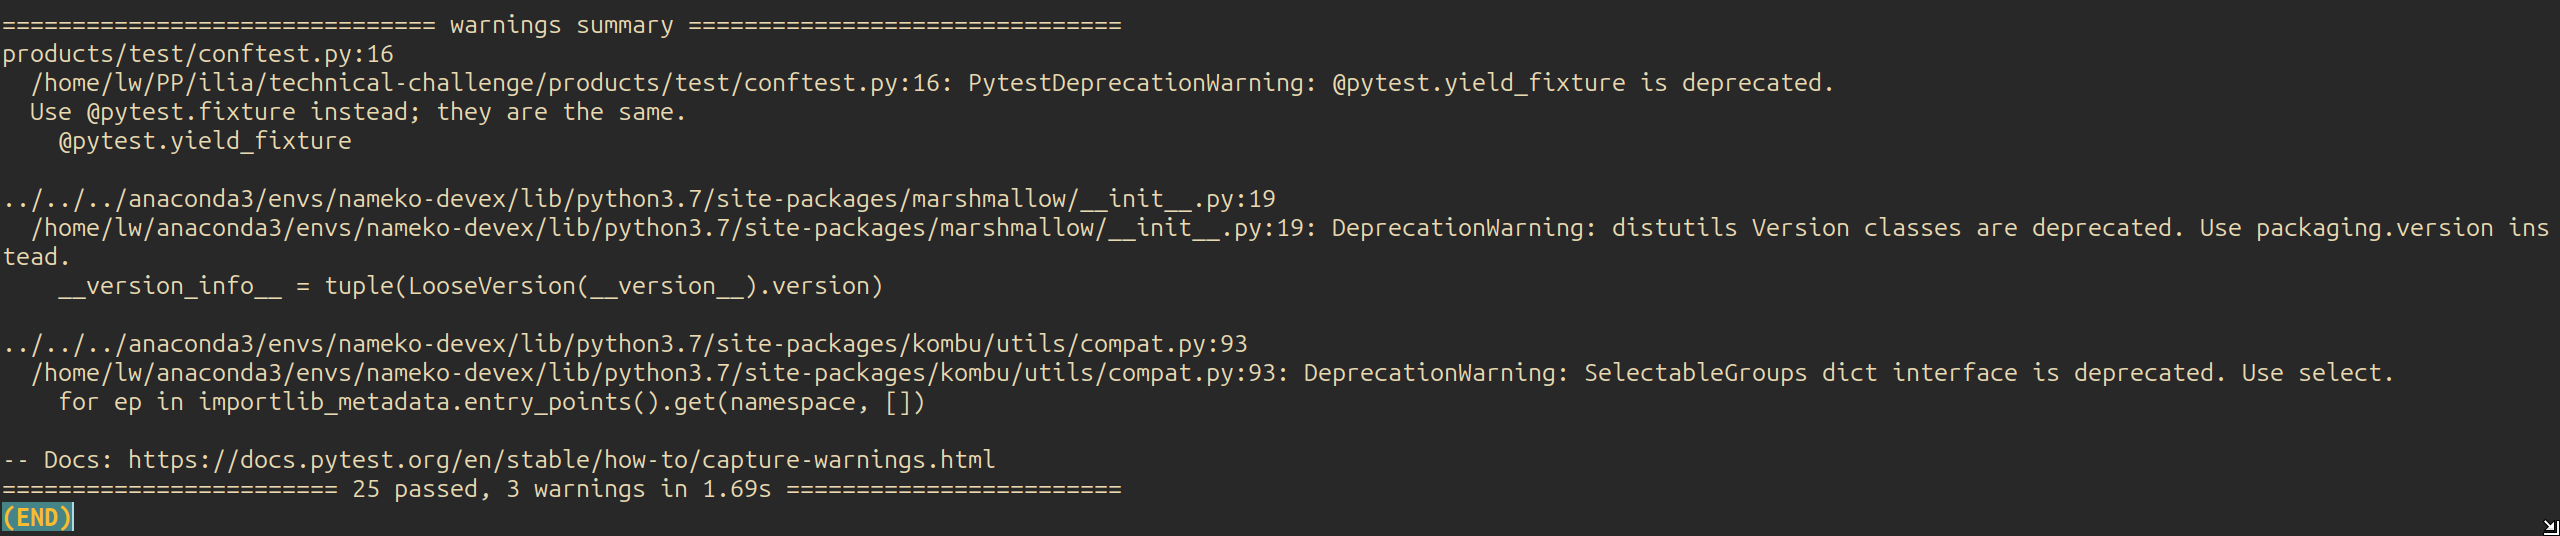 =============================== warnings summary ===============================
products/test/conftest.py:16
  /home/lw/PP/ilia/technical-challenge/products/test/conftest.py:16: PytestDeprecationWarning: @pytest.yield_fixture is deprecated.
  Use @pytest.fixture instead; they are the same.
    @pytest.yield_fixture

../../../anaconda3/envs/nameko-devex/lib/python3.7/site-packages/marshmallow/__init__.py:19
  /home/lw/anaconda3/envs/nameko-devex/lib/python3.7/site-packages/marshmallow/__init__.py:19: DeprecationWarning: distutils Version classes are deprecated. Use packaging.version ins
tead.
    __version_info__ = tuple(LooseVersion(__version__).version)

../../../anaconda3/envs/nameko-devex/lib/python3.7/site-packages/kombu/utils/compat.py:93
  /home/lw/anaconda3/envs/nameko-devex/lib/python3.7/site-packages/kombu/utils/compat.py:93: DeprecationWarning: SelectableGroups dict interface is deprecated. Use select.
    for ep in importlib_metadata.entry_points().get(namespace, [])

-- Docs: https://docs.pytest.org/en/stable/how-to/capture-warnings.html
======================== 25 passed, 3 warnings in 1.69s ========================
(END)